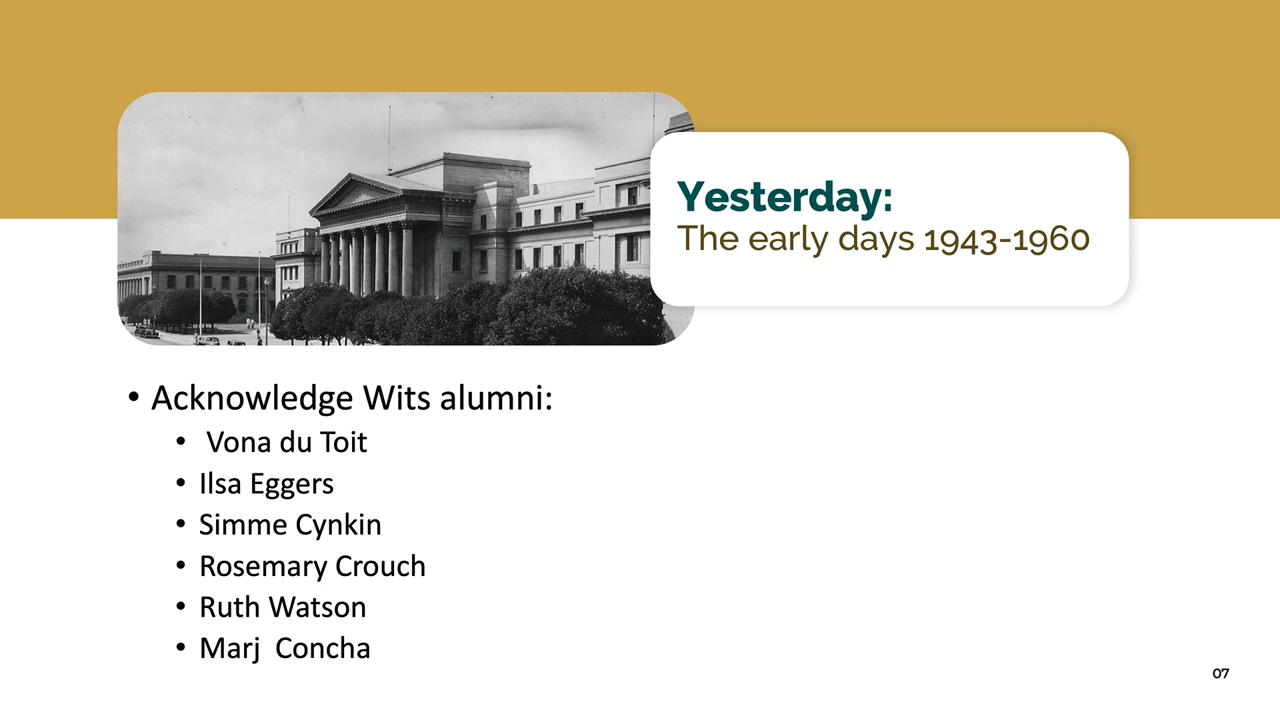 Yesterday:
The early days 1943-1960
• Acknowledge Wits alumni:
• Vona du Toit
• Ilsa Eggers
• Simme Cynkin
• Rosemary Crouch
• Ruth Watson
• Marj  Concha
07